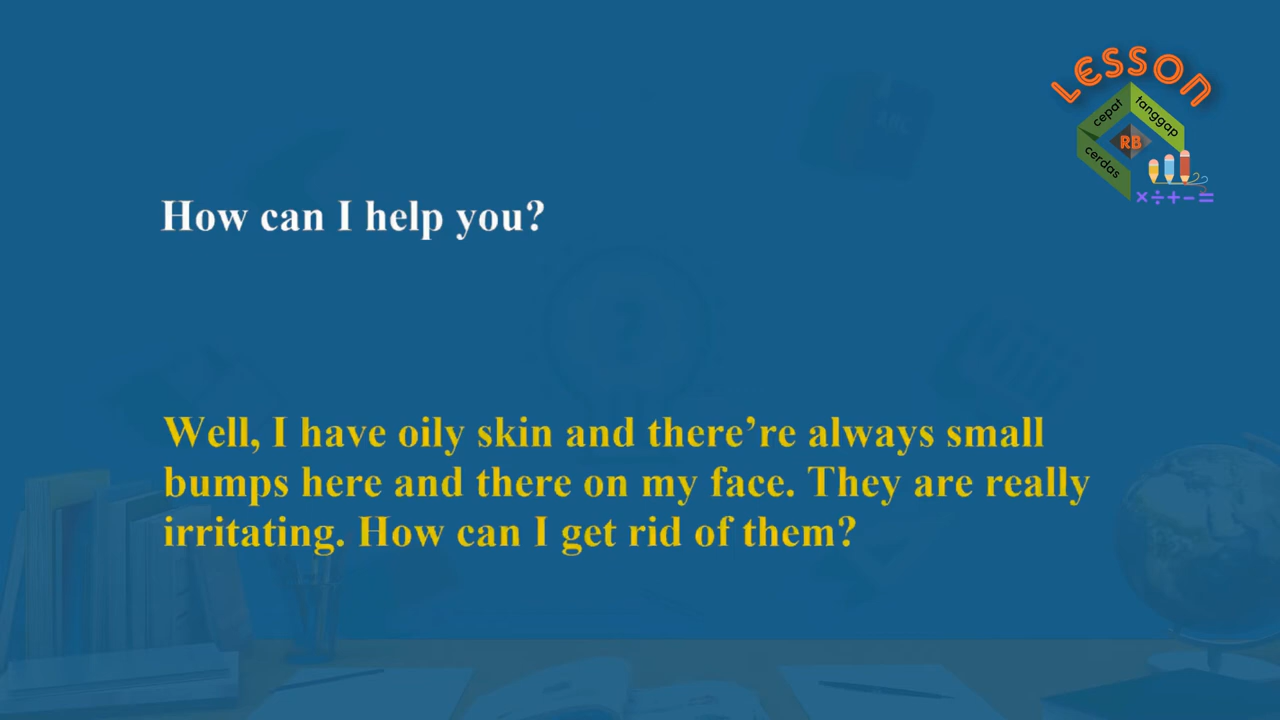 LESSON
cepat
tanggap
RB
cerdas
×÷+-=
How can I help you?
Well, I have oily skin and there’re always small
bumps here and there on my face. They are really
irritating. How can I get rid of them?